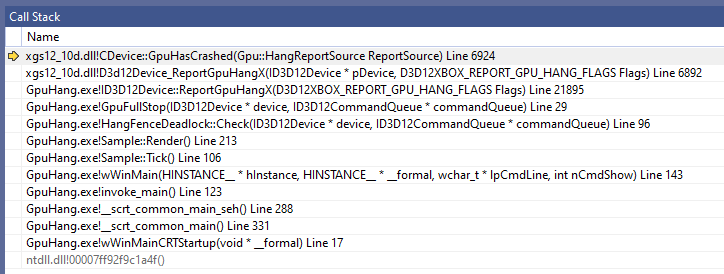 Call Stack
Name
xgs12_10d.dll!CDevice::GpuHasCrashed(Gpu::HangReportSource ReportSource) Line 6924
xgs12_10d.dll!D3d12Device_ReportGpuHangX(ID3D12Device * pDevice, D3D12XBOX_REPORT_GPU_HANG_FLAGS Flags) Line 6892
GpuHang.exe!ID3D12Device::ReportGpuHangX(D3D12XBOX_REPORT_GPU_HANG_FLAGS Flags) Line 21895
GpuHang.exe!GpuFullStop(ID3D12Device * device, ID3D12CommandQueue * commandQueue) Line 29
GpuHang.exe!HangFenceDeadlock::Check(ID3D12Device * device, ID3D12CommandQueue * commandQueue) Line 96
GpuHang.exe!Sample::Render() Line 213
GpuHang.exe!Sample::Tick() Line 106
GpuHang.exe!wWinMain(HINSTANCE__ * hInstance, HINSTANCE__ * __formal, wchar_t * lpCmdLine, int nCmdShow) Line 143
GpuHang.exe!invoke_main() Line 123
GpuHang.exe!__scrt_common_main_seh() Line 288
GpuHang.exe!__scrt_common_main() Line 331
GpuHang.exe!wWinMainCRTStartup(void * __formal) Line 17
ntdll.dll!00007ff92f9c1a4f()